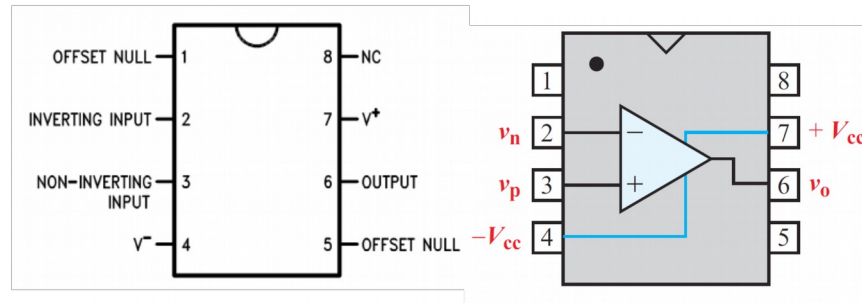 OFFSET NULL 1 8 NC
INVERTING INPUT 2 7 V+
NON-INVERTING INPUT 3 6 OUTPUT
V− 4 5 OFFSET NULL
1 8
vn 2 − 7 + Vcc
vp 3 + 6 vo
−Vcc 4 5